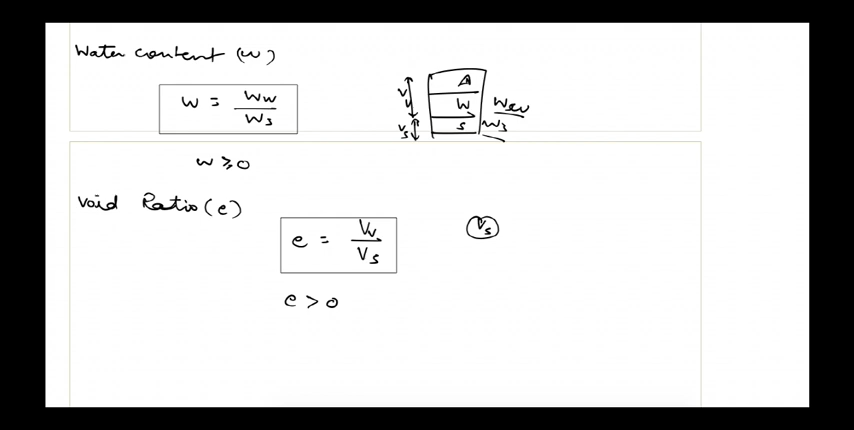 Water content (w)
w = Ww / Ws
A
Vv
W
Ww
Vs
S
Ws
w ≥ 0
Void Ratio (e)
e = Vv / Vs
Vs
e > 0